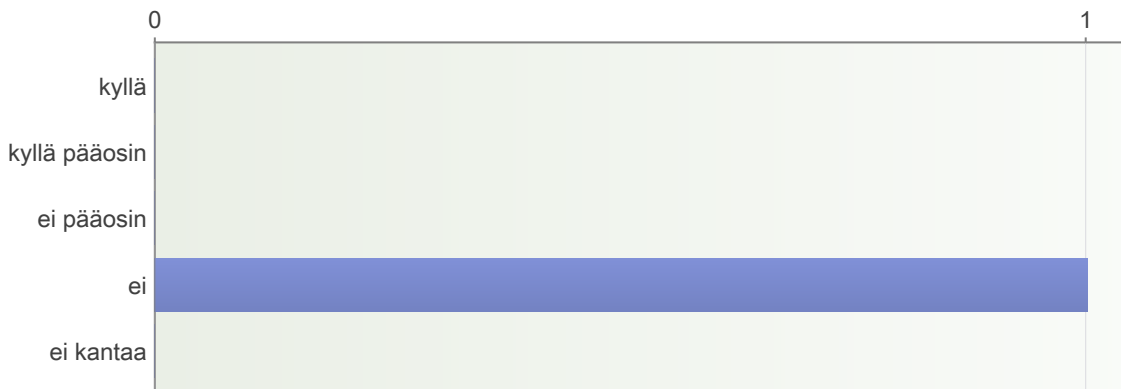 0 1
kyllä
kyllä pääosin
ei pääosin
ei
ei kantaa